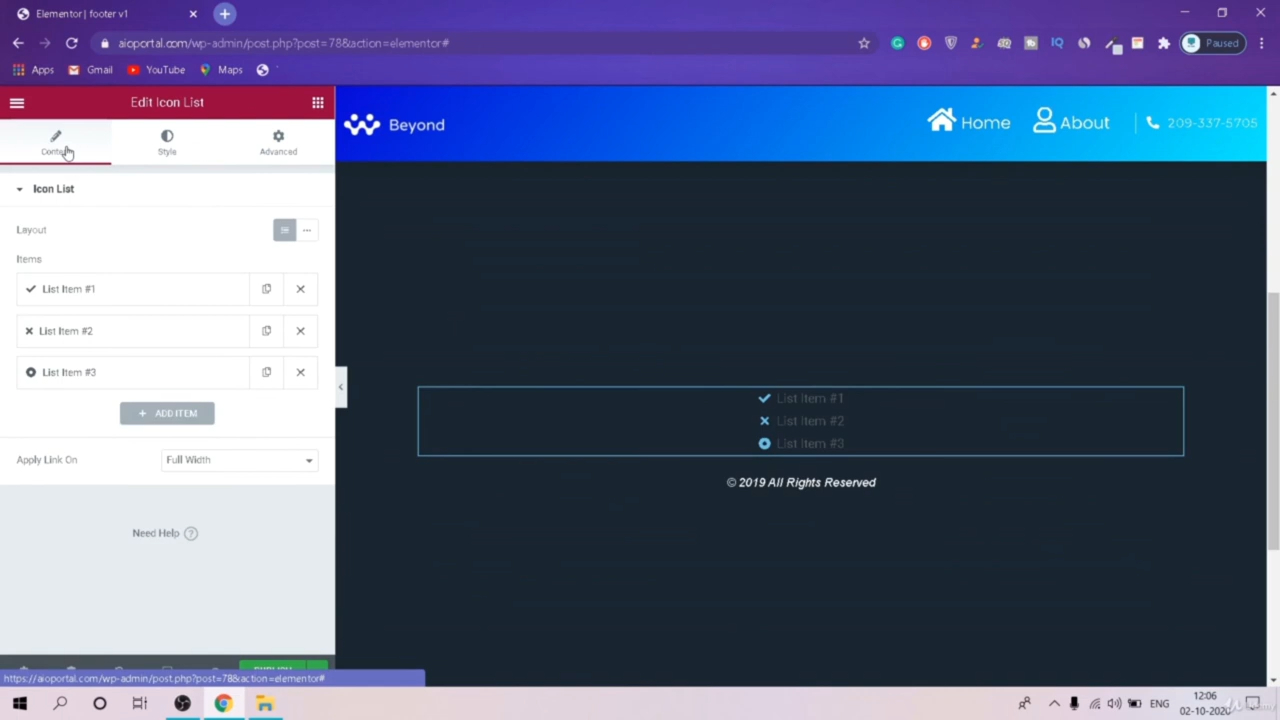 Elementor | footer v1
aioportal.com/wp-admin/post.php?post=78&action=elementor#
Paused
Apps
Gmail
YouTube
Maps
Edit Icon List
Beyond
Home
About
209-337-5705
Style
Advanced
Icon List
Layout
Items
List Item #1
List Item #2
List Item #3
+ ADD ITEM
Apply Link On
Full Width
List Item #1
List Item #2
List Item #3
© 2019 All Rights Reserved
Need Help
https://aioportal.com/wp-admin/post.php?post=78&action=elementor#
ENG
12:06
02-10-2020